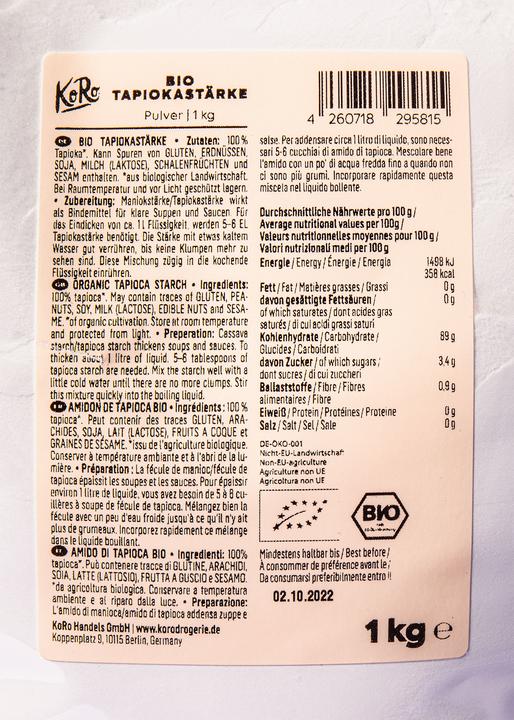 KoRo
BIO
TAPIOKASTÄRKE
Pulver | 1 kg
4 260718 295815
DE BIO TAPIOKASTÄRKE • Zutaten: 100%
Tapioka*. Kann Spuren von GLUTEN, ERDNÜSSEN,
SOJA, MILCH (LAKTOSE), SCHALENFRÜCHTEN und
SESAM enthalten. *aus biologischer Landwirtschaft.
Bei Raumtemperatur und vor Licht geschützt lagern.
• Zubereitung: Maniokstärke/Tapiokastärke wirkt
als Bindemittel für klare Suppen und Saucen. Für
das Eindicken von ca. 1 l Flüssigkeit, werden 5-6 EL
Tapiokastärke benötigt. Die Stärke mit etwas kaltem
Wasser gut verrühren, bis keine Klumpen mehr zu
sehen sind. Diese Mischung zügig in die kochende
Flüssigkeit einrühren.
GB ORGANIC TAPIOCA STARCH • Ingredients:
100% tapioca*. May contain traces of GLUTEN, PEA-
NUTS, SOY, MILK (LACTOSE), EDIBLE NUTS and SESA-
ME. *of organic cultivation. Store at room temperature
and protected from light. • Preperation: Cassava
starch/tapioca starch thickens soups and sauces. To
thicken about 1 litre of liquid, 5-6 tablespoons of
tapioca starch are needed. Mix the starch well with a
little cold water until there are no more clumps. Stir
this mixture quickly into the boiling liquid.
FR AMIDON DE TAPIOCA BIO • Ingrédients: 100%
tapioca*. Peut contenir des traces GLUTEN, ARA-
CHIDES, SOJA, LAIT (LACTOSE), FRUITS A COQUE et
GRAINES DE SÉSAME. *issu de l'agriculture biologique.
Conserver à température ambiante et à l'abri de la lu-
mière. • Préparation: La fécule de manioc/fécule de
tapioca épaissit les soupes et les sauces. Pour épaissir
environ 1 litre de liquide, vous avez besoin de 5 à 6 cu-
illères à soupe de fécule de tapioca. Mélangez bien la
fécule avec un peu d'eau froide jusqu'à ce qu'il n'y ait
plus de grumeaux. Incorporez rapidement ce mélange
dans le liquide bouillant.
IT AMIDO DI TAPIOCA BIO • Ingredienti: 100%
tapioca*. Può contenere tracce di GLUTINE, ARACHIDI,
SOIA, LATTE (LATTOSIO), FRUTTA A GUSCIO e SESAMO.
*da agricoltura biologica. Conservare a temperatura
ambiente e al riparo dalla luce. • Preparazione:
L'amido di manioca/amido di tapioca addensa zuppe e
KoRo Handels GmbH | www.korodrogerie.de
Koppenplatz 9, 10115 Berlin, Germany
salse. Per addensare circa 1 litro di liquido, sono neces-
sari 5-6 cucchiai di amido di tapioca. Mescolare bene
l'amido con un po' di acqua fredda fino a quando non
ci sono più grumi. Incorporare rapidamente questa
miscela nel liquido bollente.
Durchschnittliche Nährwerte pro 100 g/
Average nutritional values per 100g/
Valeurs nutritionnelles moyennes pour 100 g/
Valori nutrizionali medi per 100 g
Energie / Energy / Énergie / Energia 1498 kJ
358 kcal
Fett / Fat / Matières grasses / Grassi 0 g
davon gesättigte Fettsäuren / 0 g
of which saturates / dont acides gras
saturés / di cui acidi grassi saturi
Kohlenhydrate / Carbohydrate / 89 g
Glucides / Carboidrati
davon Zucker / of which sugars / 3,4 g
dont sucres / di cui zuccheri
Ballaststoffe / Fibre / Fibres 0,9 g
alimentaires / Fibre
Eiweiß / Protein / Protéines / Proteine 0 g
Salz / Salt / Sel / Sale 0 g
DE-ÖKO-001
Nicht-EU-Landwirtschaft
Non-EU-agriculture
Agriculture non UE
Agricoltura non UE
BIO
Mindestens haltbar bis / Best before /
À consommer de préférence avant le /
Da consumarsi preferibilmente entro il
02.10.2022
1 kg ℮